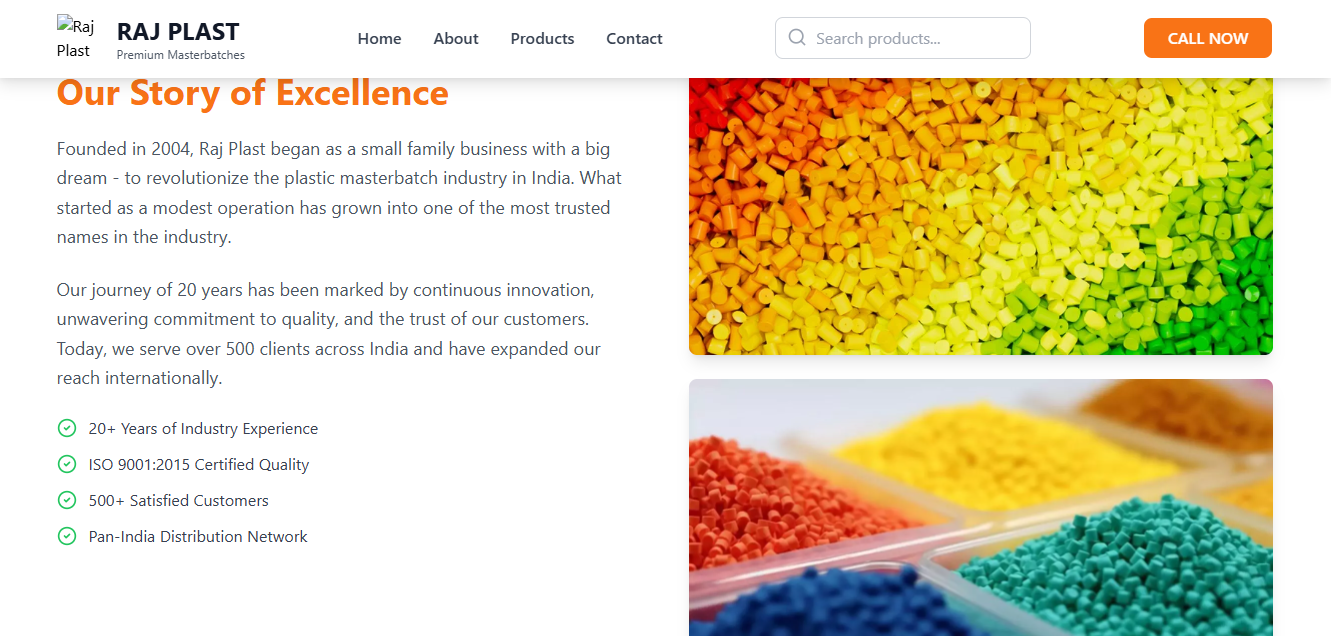 Raj Plast
RAJ PLAST
Premium Masterbatches
Home
About
Products
Contact
Search products...
CALL NOW
Our Story of Excellence
Founded in 2004, Raj Plast began as a small family business with a big
dream - to revolutionize the plastic masterbatch industry in India. What
started as a modest operation has grown into one of the most trusted
names in the industry.
Our journey of 20 years has been marked by continuous innovation,
unwavering commitment to quality, and the trust of our customers.
Today, we serve over 500 clients across India and have expanded our
reach internationally.
20+ Years of Industry Experience
ISO 9001:2015 Certified Quality
500+ Satisfied Customers
Pan-India Distribution Network